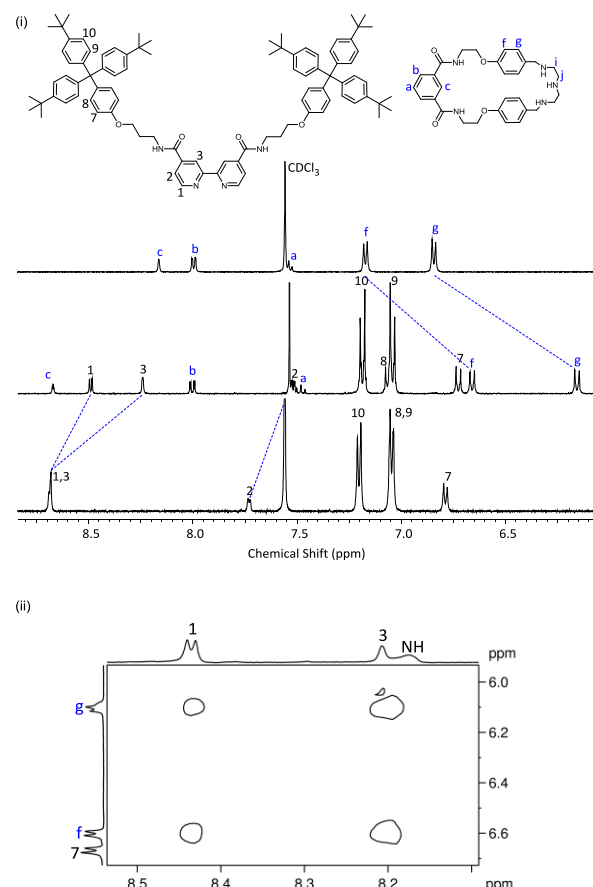 (i)
10
9
8
7
O
NH
O
3
2
1
N
N
O
HN
O
O
HN
O
f
g
i
HN
j
NH
HN
b
a
c
O
NH
O
CDCl3
c
b
a
f
g
10
9
c
1
3
b
2
a
8
7
f
g
1,3
2
10
8,9
7
8.5 8.0 7.5 7.0 6.5
Chemical Shift (ppm)
(ii)
1
3
NH
ppm
g
6.0
6.2
6.4
f
6.6
7
8.5 8.4 8.2 ppm